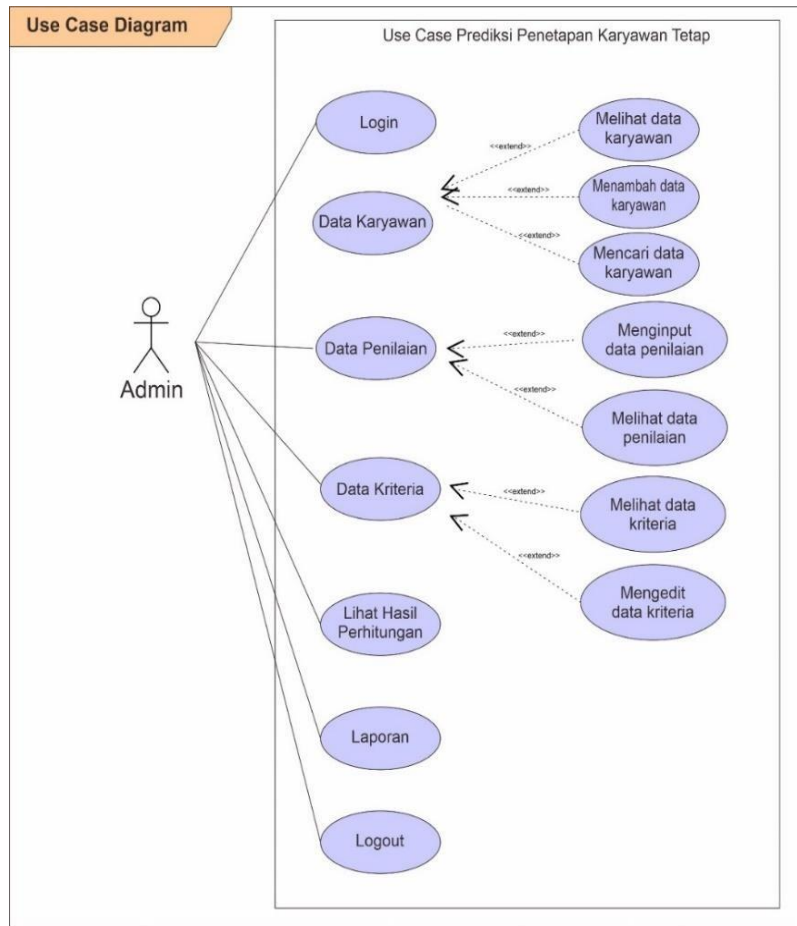 Use Case Diagram
Use Case Prediksi Penetapan Karyawan Tetap
Login
Melihat data
karyawan
<<extend>>
Menambah data
karyawan
<<extend>>
Data Karyawan
Mencari data
karyawan
<<extend>>
Admin
Data Penilaian
Menginput
data penilaian
<<extend>>
Melihat data
penilaian
<<extend>>
Data Kriteria
Melihat data
kriteria
<<extend>>
Mengedit
data kriteria
<<extend>>
Lihat Hasil
Perhitungan
Laporan
Logout